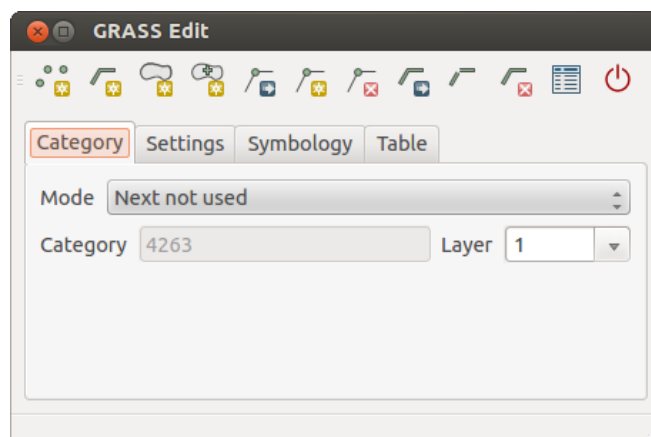 GRASS Edit
Category Settings Symbology Table
Mode Next not used
Category 4263 Layer 1